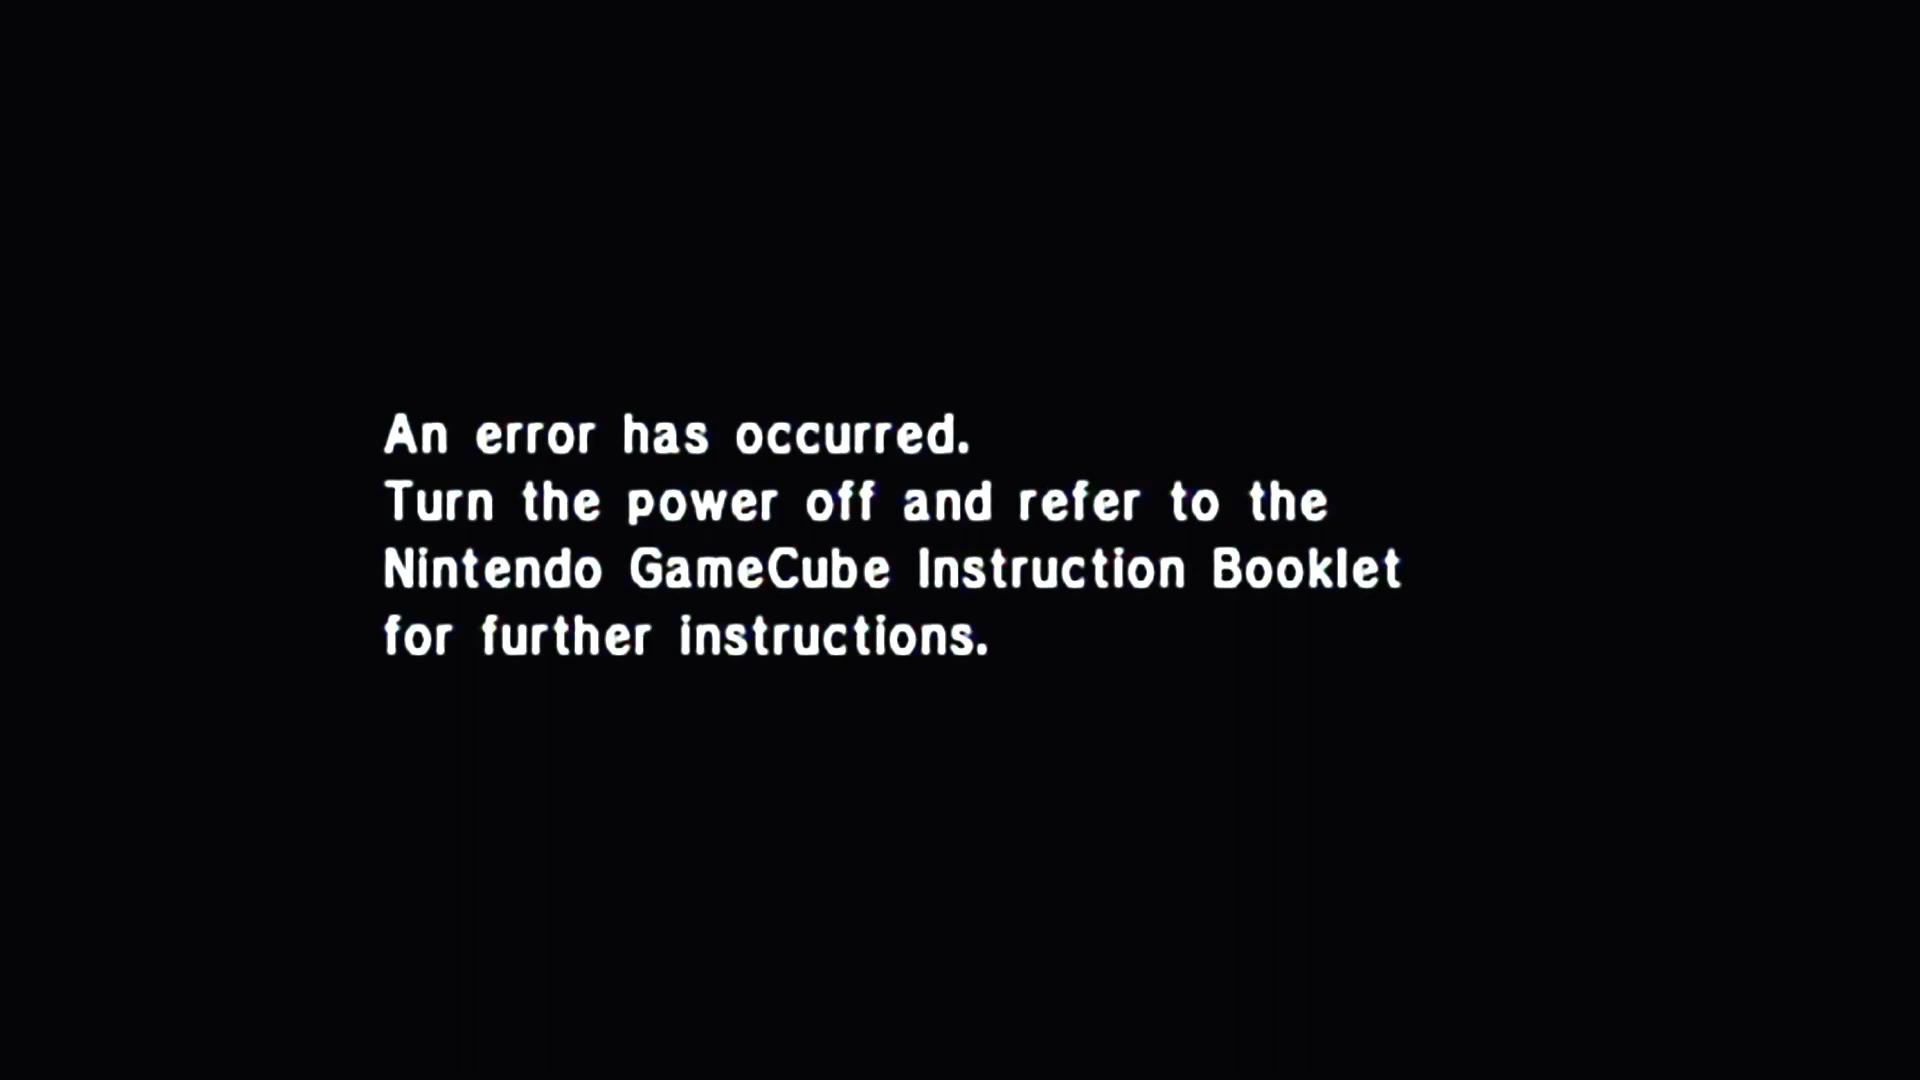 An error has occurred.
Turn the power off and refer to the
Nintendo GameCube Instruction Booklet
for further instructions.